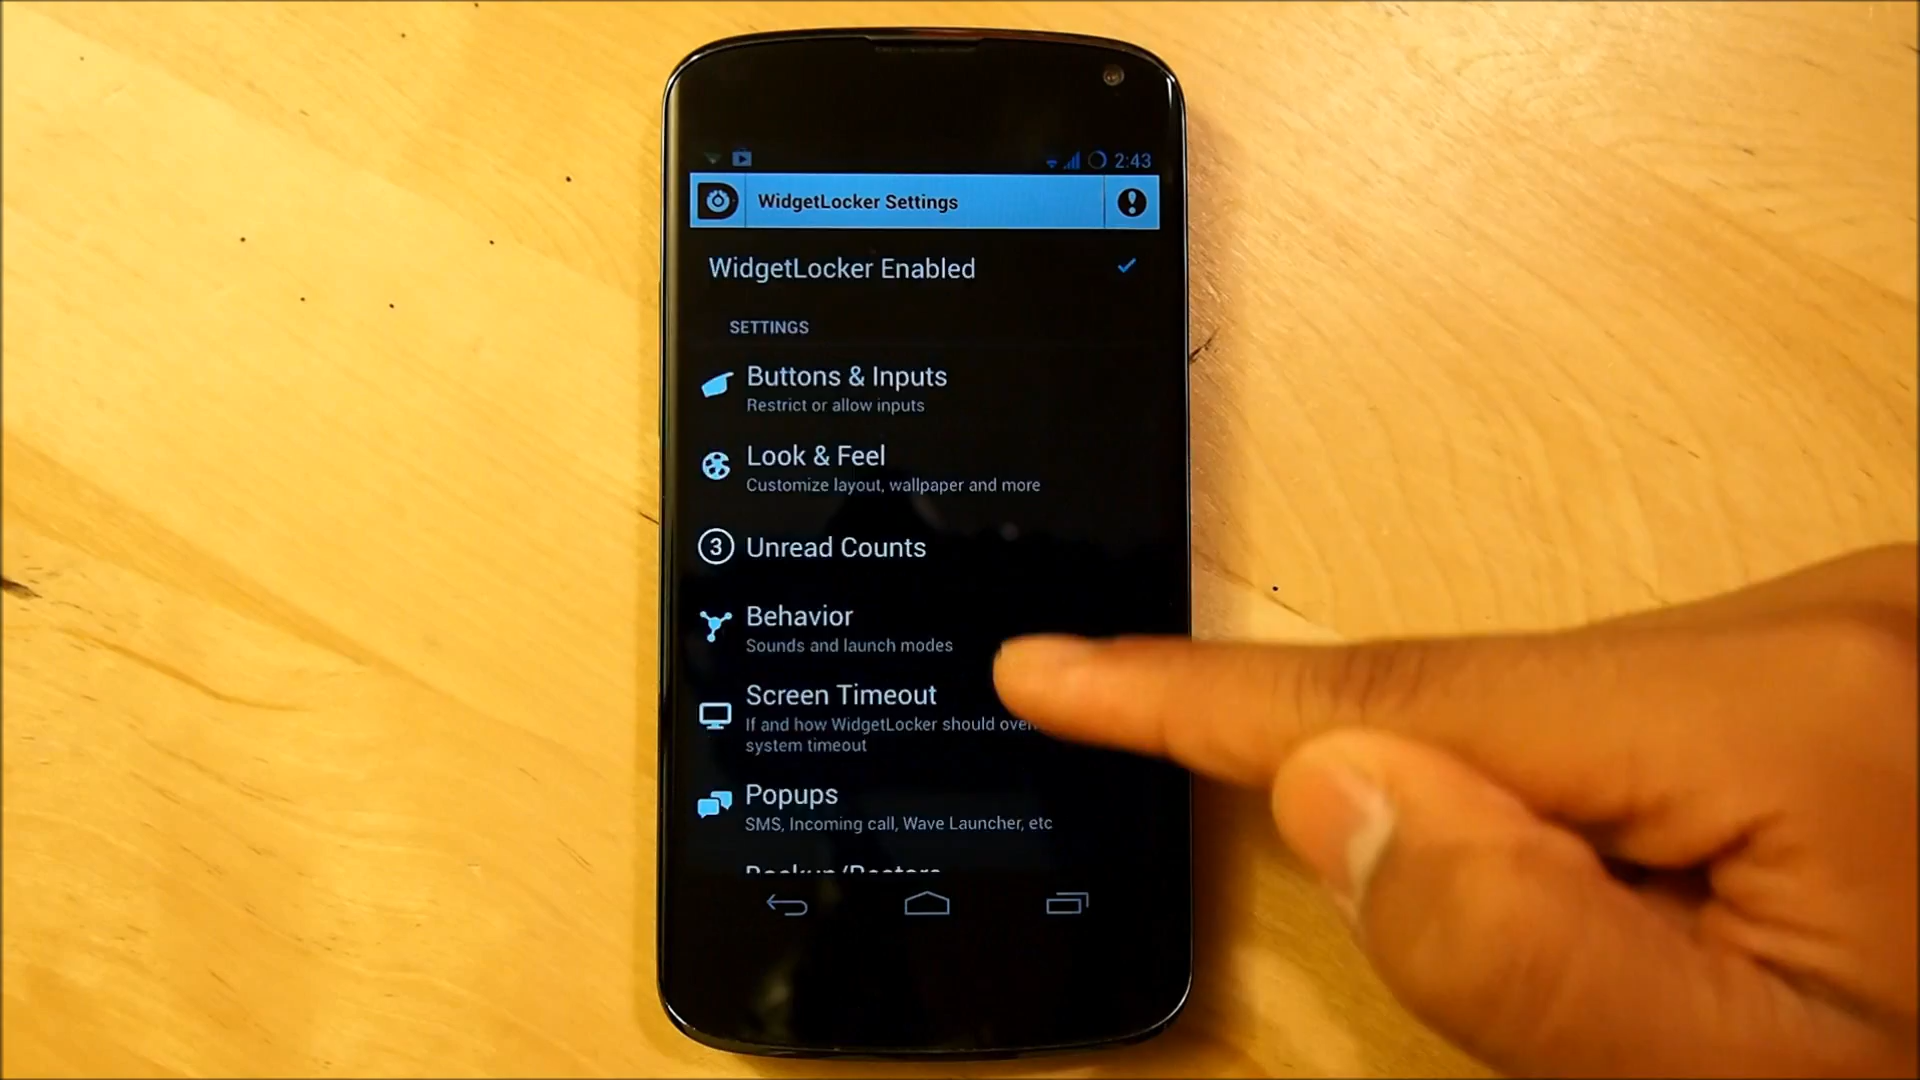 2:43
WidgetLocker Settings
WidgetLocker Enabled
SETTINGS
Buttons & Inputs
Restrict or allow inputs
Look & Feel
Customize layout, wallpaper and more
3 Unread Counts
Behavior
Sounds and launch modes
Screen Timeout
If and how WidgetLocker should
system timeout
Popups
SMS, Incoming call, Wave Launcher, etc
Backup/Restore